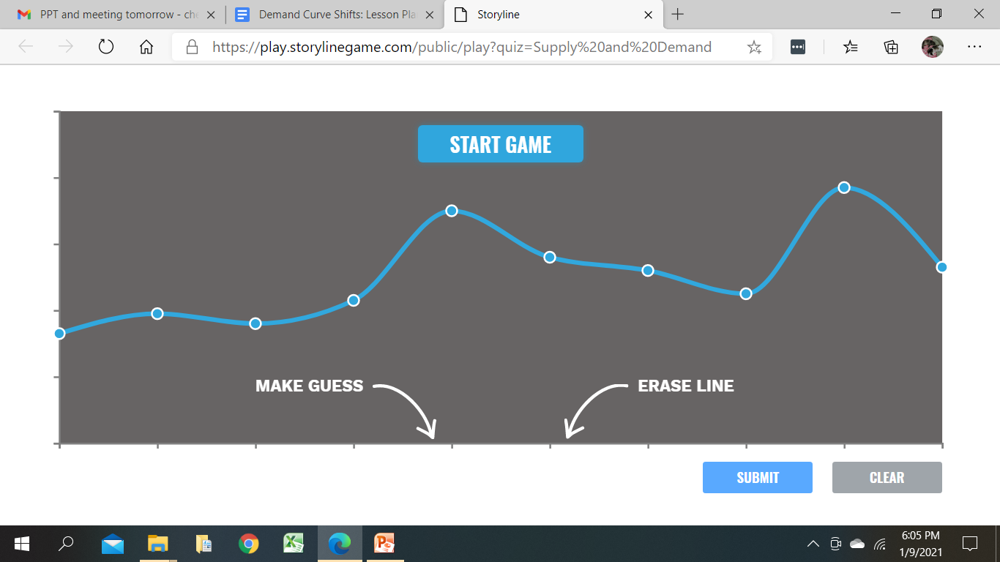 PPT and meeting tomorrow - che
Demand Curve Shifts: Lesson Pla
Storyline
https://play.storylinegame.com/public/play?quiz=Supply%20and%20Demand
START GAME
MAKE GUESS
ERASE LINE
SUBMIT
CLEAR
6:05 PM
1/9/2021